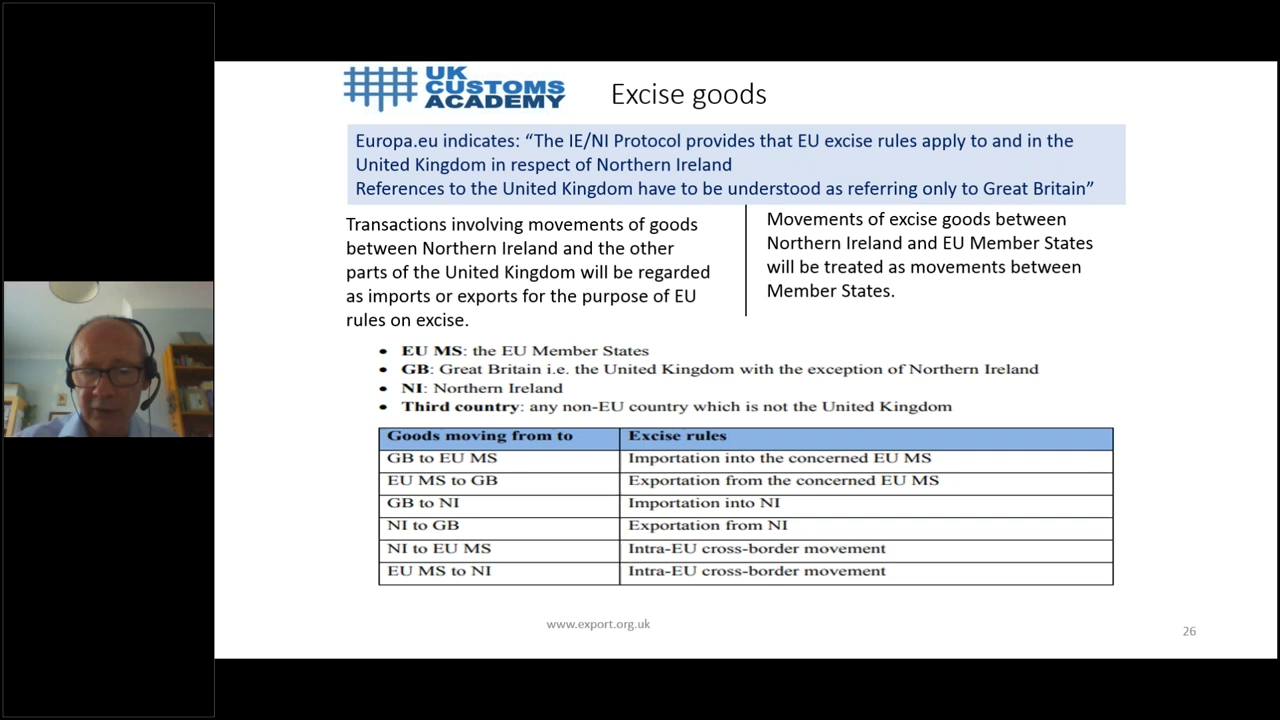 UK
CUSTOMS
ACADEMY
Excise goods
Europa.eu indicates: “The IE/NI Protocol provides that EU excise rules apply to and in the
United Kingdom in respect of Northern Ireland
References to the United Kingdom have to be understood as referring only to Great Britain”
Transactions involving movements of goods
between Northern Ireland and the other
parts of the United Kingdom will be regarded
as imports or exports for the purpose of EU
rules on excise.
Movements of excise goods between
Northern Ireland and EU Member States
will be treated as movements between
Member States.
• EU MS: the EU Member States
• GB: Great Britain i.e. the United Kingdom with the exception of Northern Ireland
• NI: Northern Ireland
• Third country: any non-EU country which is not the United Kingdom
Goods moving from to Excise rules
GB to EU MS Importation into the concerned EU MS
EU MS to GB Exportation from the concerned EU MS
GB to NI Importation into NI
NI to GB Exportation from NI
NI to EU MS Intra-EU cross-border movement
EU MS to NI Intra-EU cross-border movement
www.export.org.uk
26